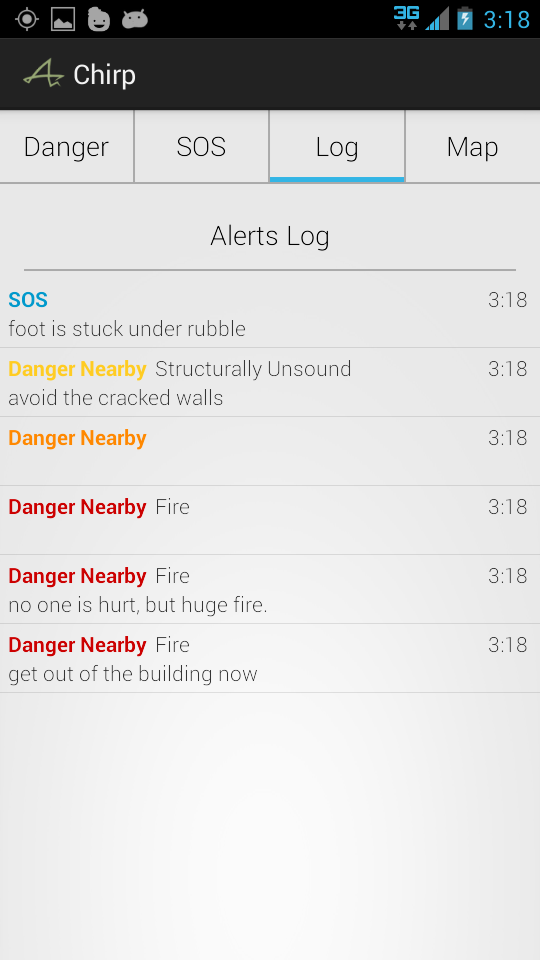 3G 3:18
Chirp
Danger SOS Log Map
Alerts Log
SOS 3:18
foot is stuck under rubble
Danger Nearby Structurally Unsound 3:18
avoid the cracked walls
Danger Nearby 3:18
Danger Nearby Fire 3:18
Danger Nearby Fire 3:18
no one is hurt, but huge fire.
Danger Nearby Fire 3:18
get out of the building now